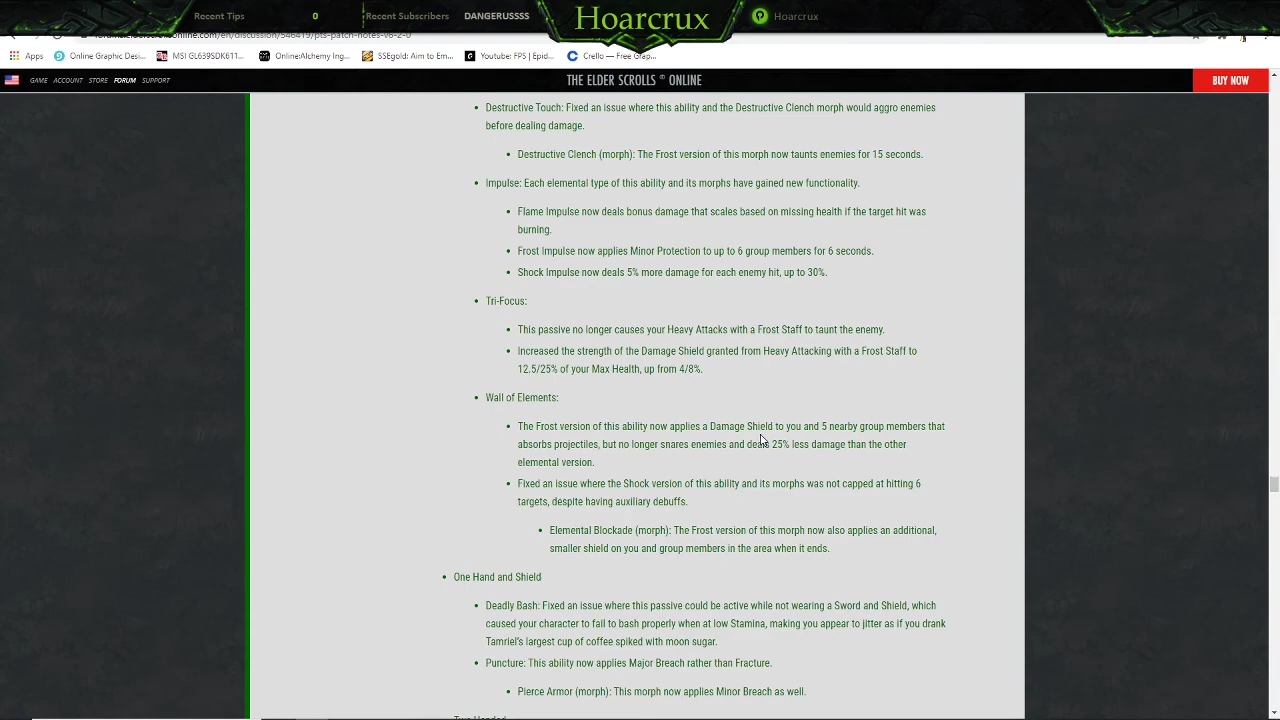 Recent Tips 0 Recent Subscribers DANGERUSSSS Hoarcrux Hoarcrux
Apps Online Graphic Desi... MSI GL639SDK611... Online:Alchemy Ing... SSEgold: Aim to Em... Youtube: FPS | Epid... Crello — Free Grap...
GAME ACCOUNT STORE FORUM SUPPORT THE ELDER SCROLLS ® ONLINE BUY NOW
Destructive Touch: Fixed an issue where this ability and the Destructive Clench morph would aggro enemies
before dealing damage.
Destructive Clench (morph): The Frost version of this morph now taunts enemies for 15 seconds.
Impulse: Each elemental type of this ability and its morphs have gained new functionality.
Flame Impulse now deals bonus damage that scales based on missing health if the target hit was
burning.
Frost Impulse now applies Minor Protection to up to 6 group members for 6 seconds.
Shock Impulse now deals 5% more damage for each enemy hit, up to 30%.
Tri-Focus:
This passive no longer causes your Heavy Attacks with a Frost Staff to taunt the enemy.
Increased the strength of the Damage Shield granted from Heavy Attacking with a Frost Staff to
12.5/25% of your Max Health, up from 4/8%.
Wall of Elements:
The Frost version of this ability now applies a Damage Shield to you and 5 nearby group members that
absorbs projectiles, but no longer snares enemies and deals 25% less damage than the other
elemental version.
Fixed an issue where the Shock version of this ability and its morphs was not capped at hitting 6
targets, despite having auxiliary debuffs.
Elemental Blockade (morph): The Frost version of this morph now also applies an additional,
smaller shield on you and group members in the area when it ends.
One Hand and Shield
Deadly Bash: Fixed an issue where this passive could be active while not wearing a Sword and Shield, which
caused your character to fail to bash properly when at low Stamina, making you appear to jitter as if you drank
Tamriel's largest cup of coffee spiked with moon sugar.
Puncture: This ability now applies Major Breach rather than Fracture.
Pierce Armor (morph): This morph now applies Minor Breach as well.